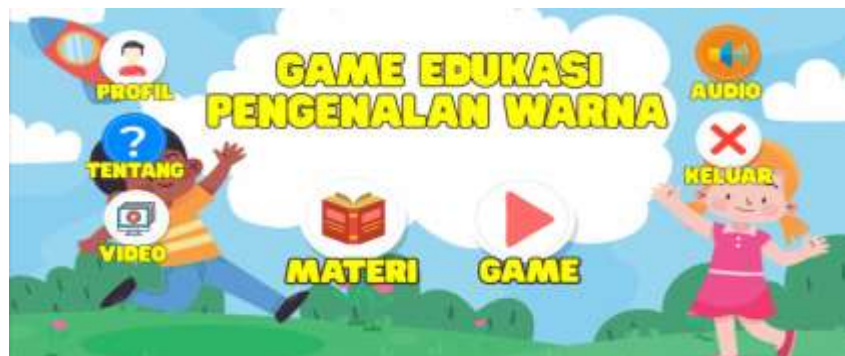 GAME EDUKASI
PENGENALAN WARNA
PROFIL
AUDIO
TENTANG
KELUAR
VIDEO
MATERI
GAME